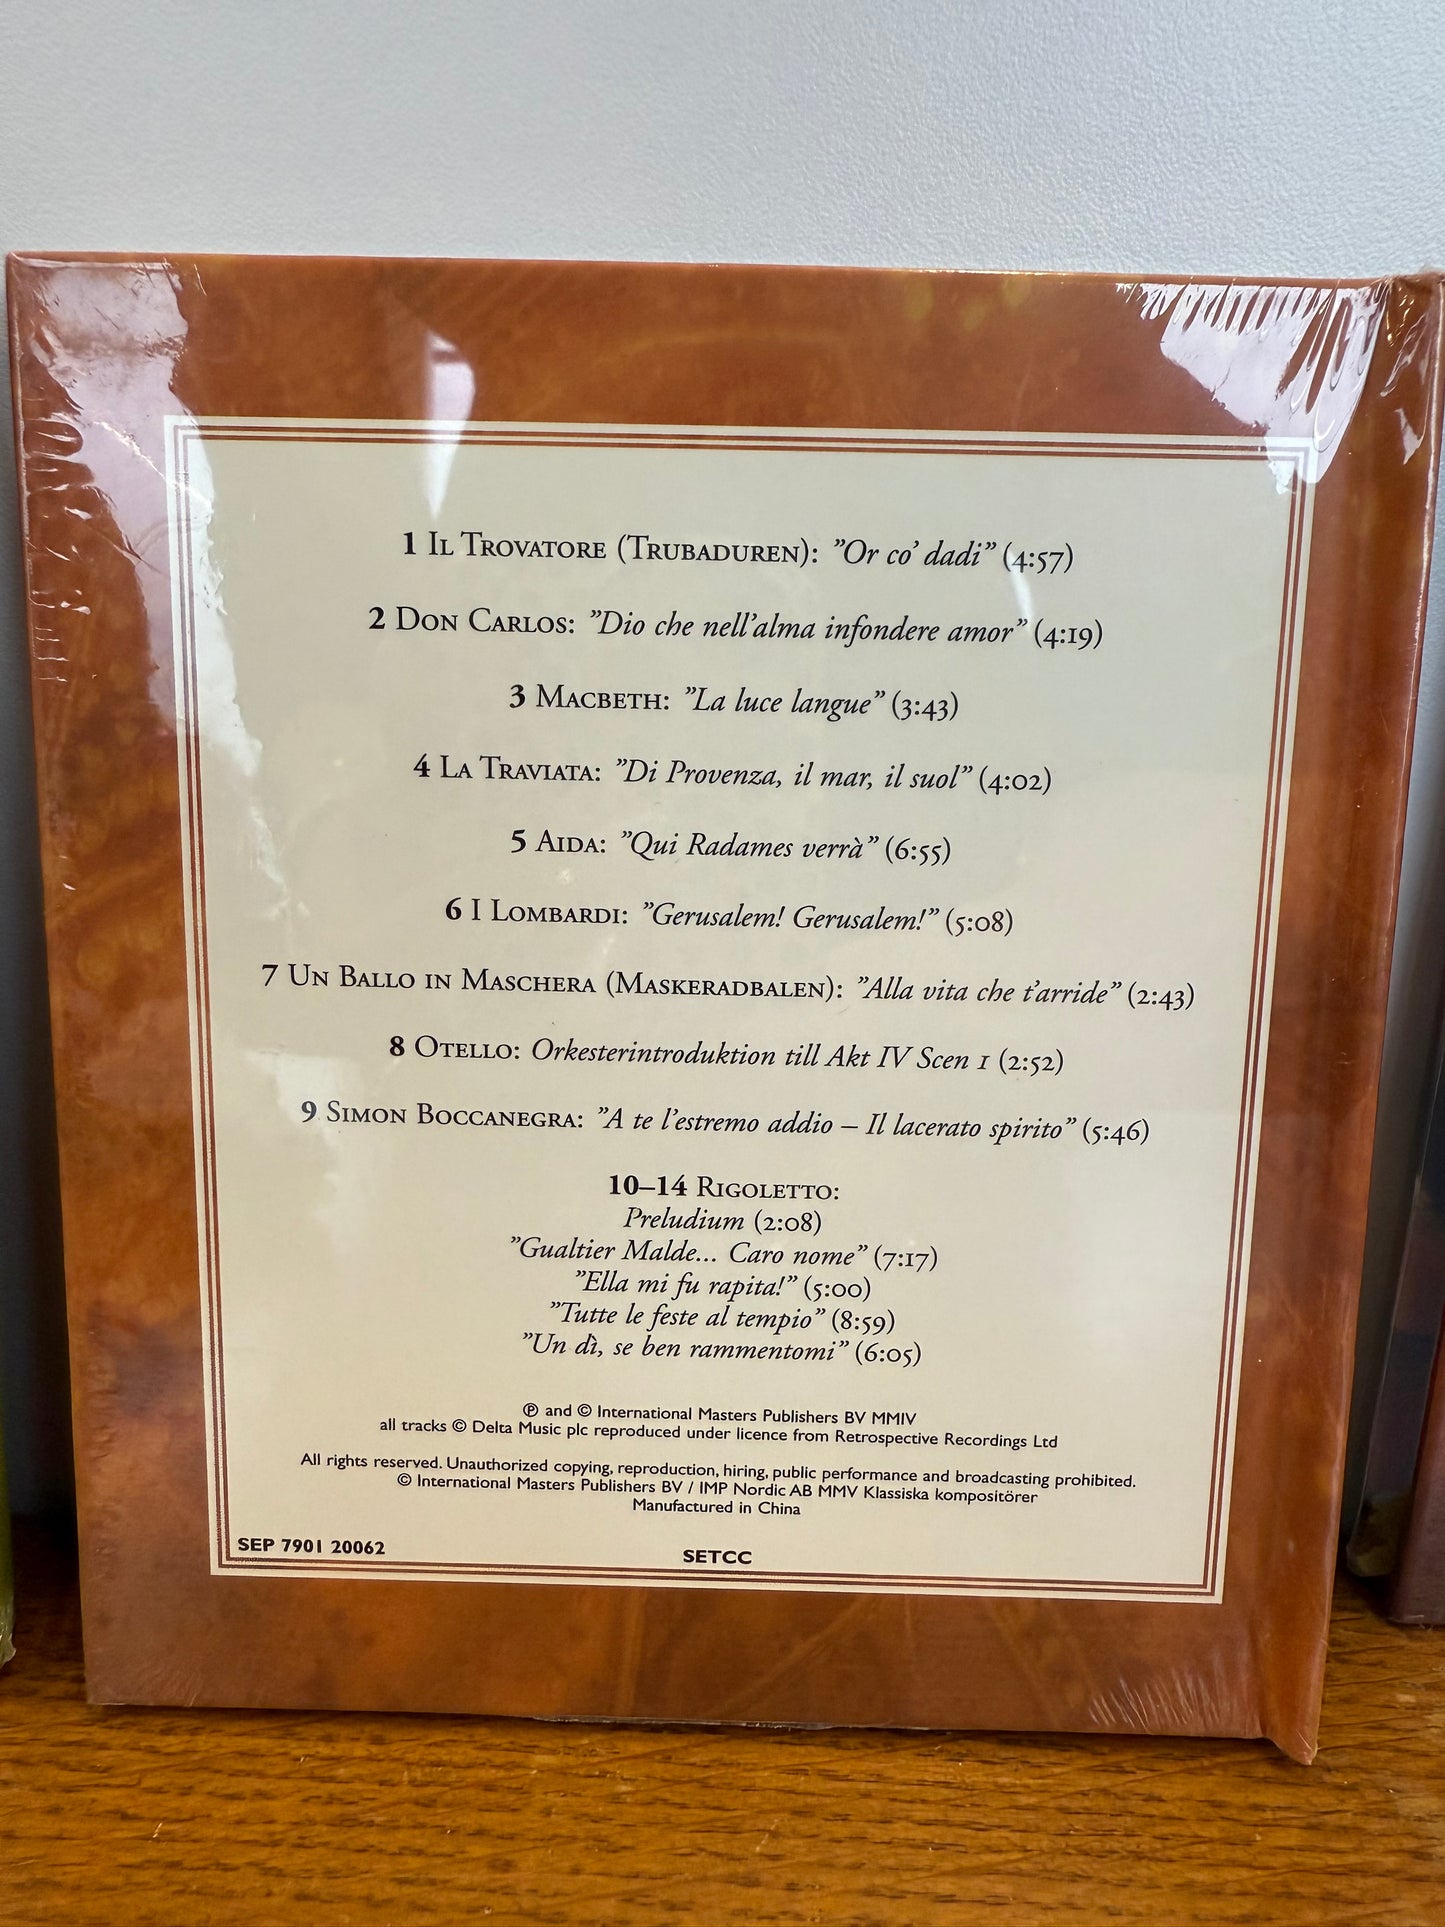 1 Il Trovatore (Trubaduren): ”Or co’ dadi” (4:57)
2 Don Carlos: ”Dio che nell’alma infondere amor” (4:19)
3 Macbeth: ”La luce langue” (3:43)
4 La Traviata: ”Di Provenza, il mar, il suol” (4:02)
5 Aida: ”Qui Radames verrà” (6:55)
6 I Lombardi: ”Gerusalem! Gerusalem!” (5:08)
7 Un Ballo in Maschera (Maskeradbalen): ”Alla vita che t’arride” (2:43)
8 Otello: Orkesterintroduktion till Akt IV Scen 1 (2:52)
9 Simon Boccanegra: ”A te l’estremo addio – Il lacerato spirito” (5:46)
10–14 Rigoletto:
Preludium (2:08)
”Gualtier Malde... Caro nome” (7:17)
”Ella mi fu rapita!” (5:00)
”Tutte le feste al tempio” (8:59)
”Un dì, se ben rammentomi” (6:05)
℗ and © International Masters Publishers BV MMIV
all tracks © Delta Music plc reproduced under licence from Retrospective Recordings Ltd
All rights reserved. Unauthorized copying, reproduction, hiring, public performance and broadcasting prohibited.
© International Masters Publishers BV / IMP Nordic AB MMV Klassiska kompositörer
Manufactured in China
SEP 7901 20062
SETCC